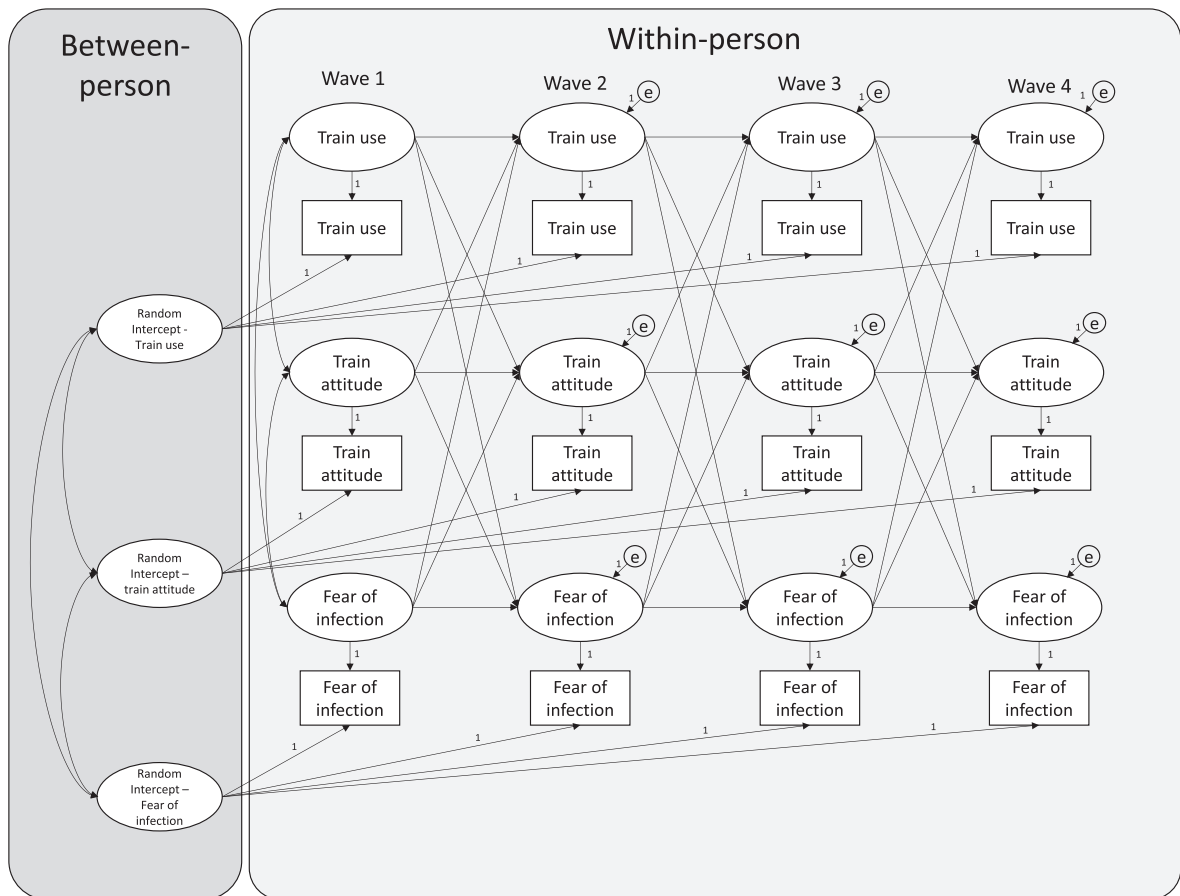 Between-
person
Within-person
Wave 1
Wave 2
Wave 3
Wave 4
1 e
1 e
1 e
Train use
Train use
Train use
Train use
1
1
1
1
Train use
Train use
Train use
Train use
1
1
1
1
Random
Intercept -
Train use
1 e
1 e
1 e
Train
attitude
Train
attitude
Train
attitude
Train
attitude
1
1
1
1
Train
attitude
Train
attitude
Train
attitude
Train
attitude
1
1
1
1
Random
Intercept –
train attitude
1 e
1 e
1 e
Fear of
infection
Fear of
infection
Fear of
infection
Fear of
infection
1
1
1
1
Fear of
infection
Fear of
infection
Fear of
infection
Fear of
infection
1
1
1
1
Random
Intercept –
Fear of
infection